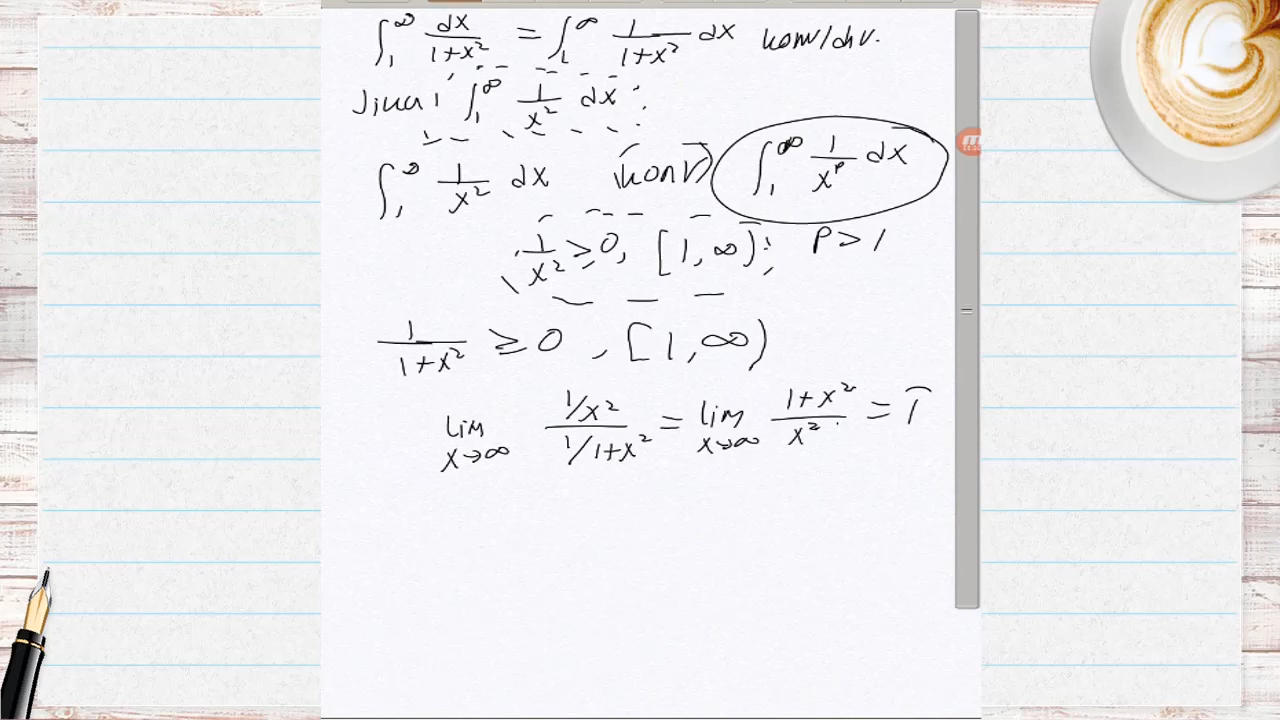 ∫₁^∞ dx/(1+x²) = ∫₁^∞ 1/(1+x²) dx konv/div.
∫₁^∞ 1/x² dx
∫₁^∞ 1/x² dx konv ∫₁^∞ 1/x^p dx
1/x² ≥ 0, [1, ∞) p > 1
1/(1+x²) ≥ 0, [1, ∞)
lim x→∞ (1/x²)/(1/1+x²) = lim x→∞ (1+x²)/x² = 1